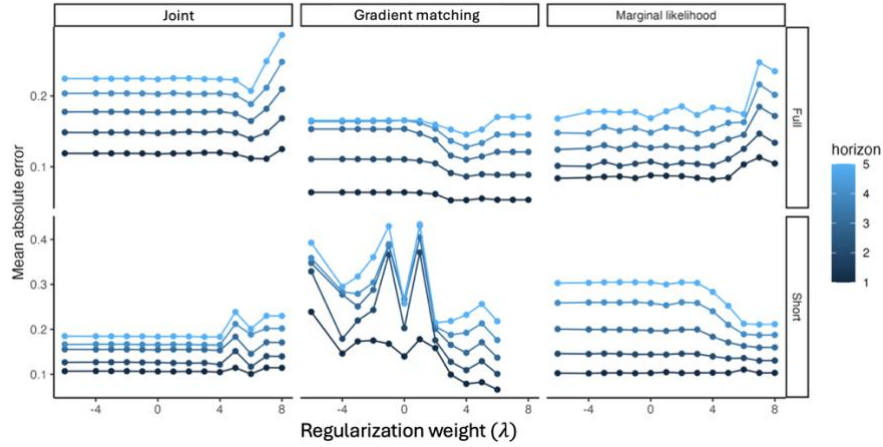 Joint
Gradient matching
Marginal likelihood
0.2
0.1
Full
Mean absolute error
0.4
0.3
0.2
0.1
Short
-4 0 4 8
-4 0 4 8
-4 0 4 8
Regularization weight (λ)
horizon
5
4
3
2
1